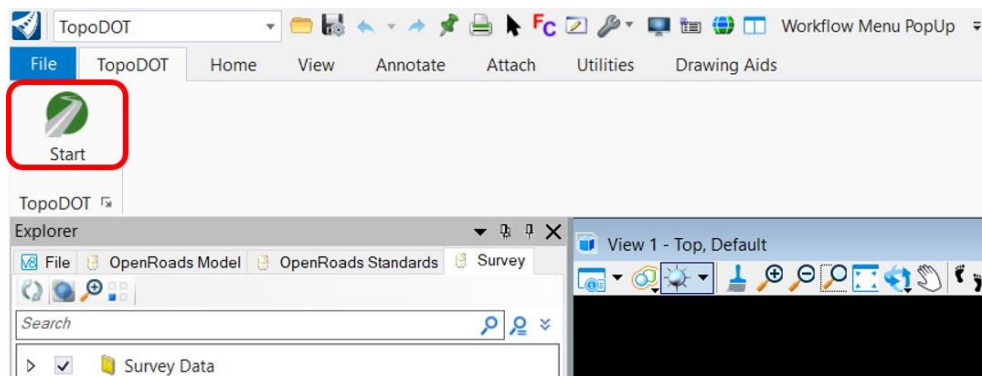 TopoDOT Fc Workflow Menu PopUp
File TopoDOT Home View Annotate Attach Utilities Drawing Aids
Start
TopoDOT
Explorer
View 1 - Top, Default
File OpenRoads Model OpenRoads Standards Survey
Search
Survey Data